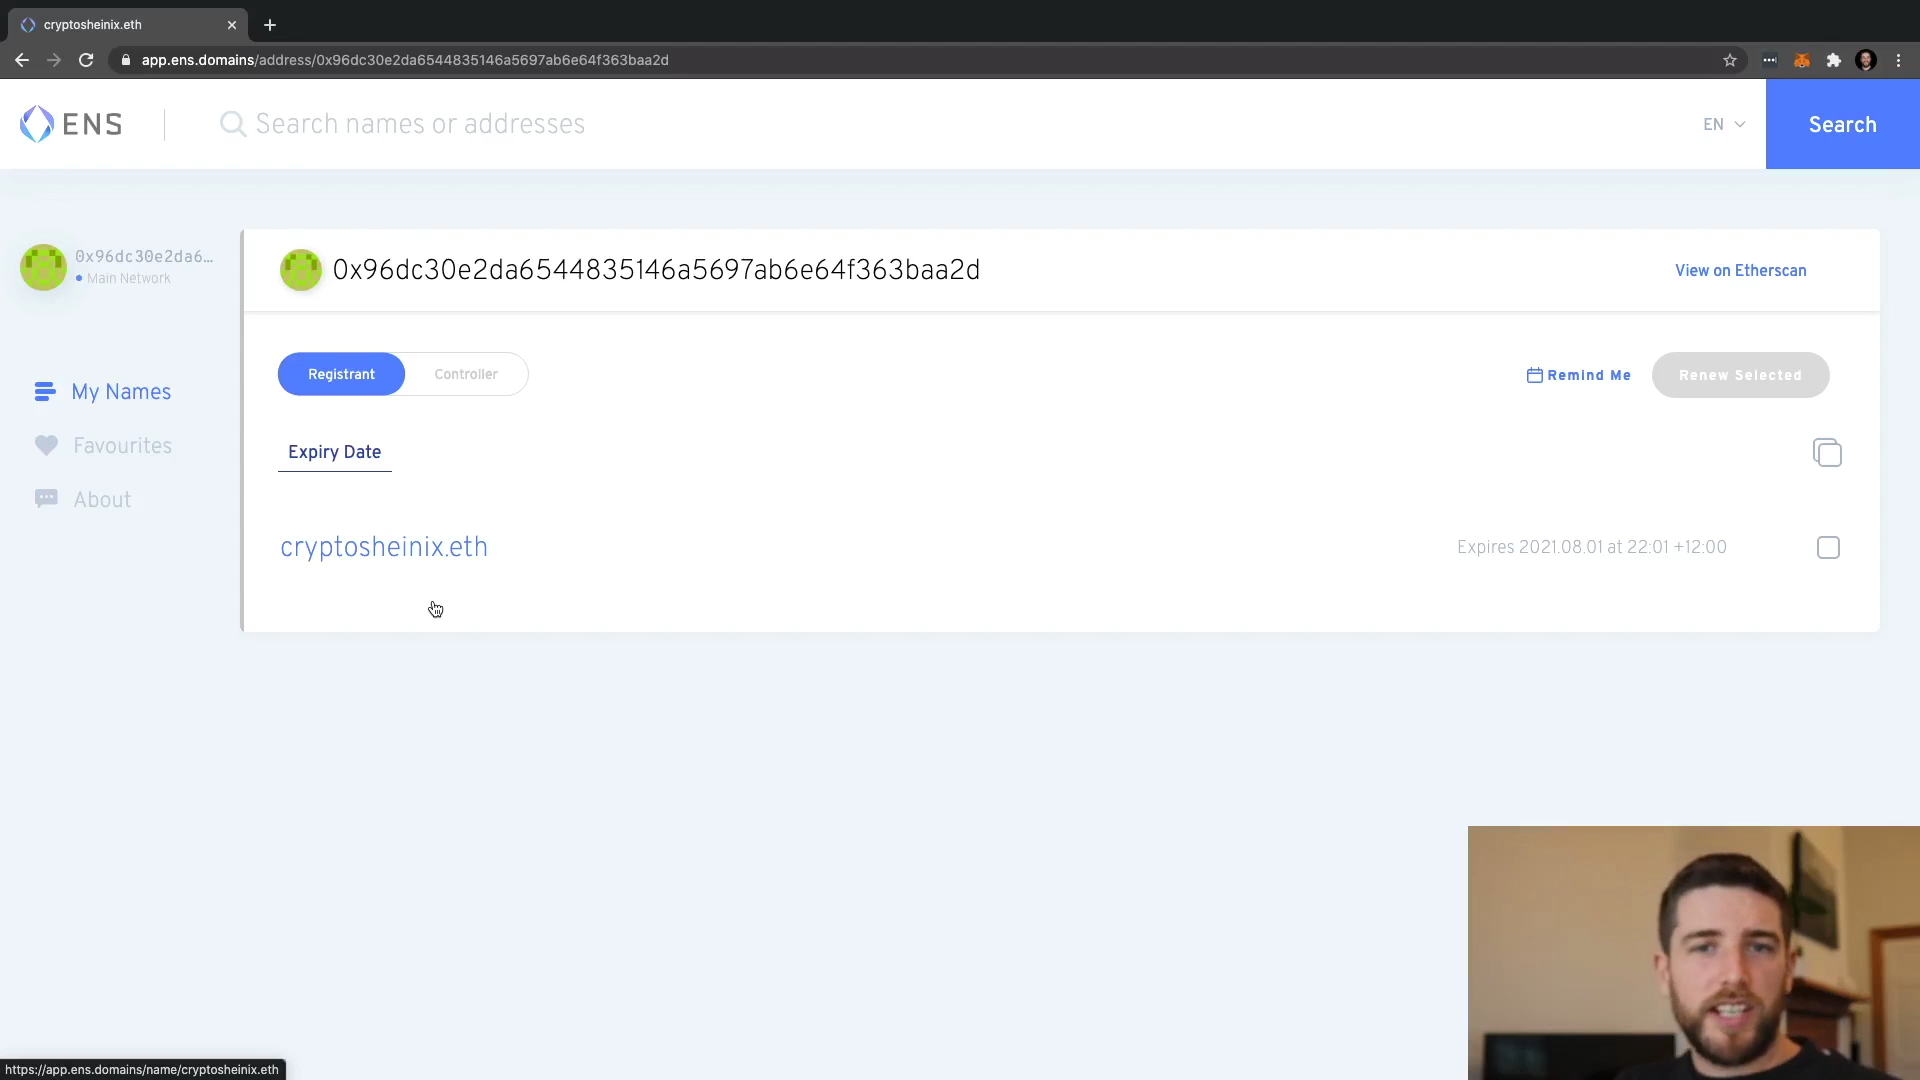 cryptosheinix.eth
app.ens.domains/address/0x96dc30e2da6544835146a5697ab6e64f363baa2d
ENS
Search names or addresses
EN
Search
0x96dc30e2da6...
Main Network
0x96dc30e2da6544835146a5697ab6e64f363baa2d
View on Etherscan
My Names
Favourites
About
Registrant
Controller
Remind Me
Renew Selected
Expiry Date
cryptosheinix.eth
Expires 2021.08.01 at 22:01 +12:00
https://app.ens.domains/name/cryptosheinix.eth